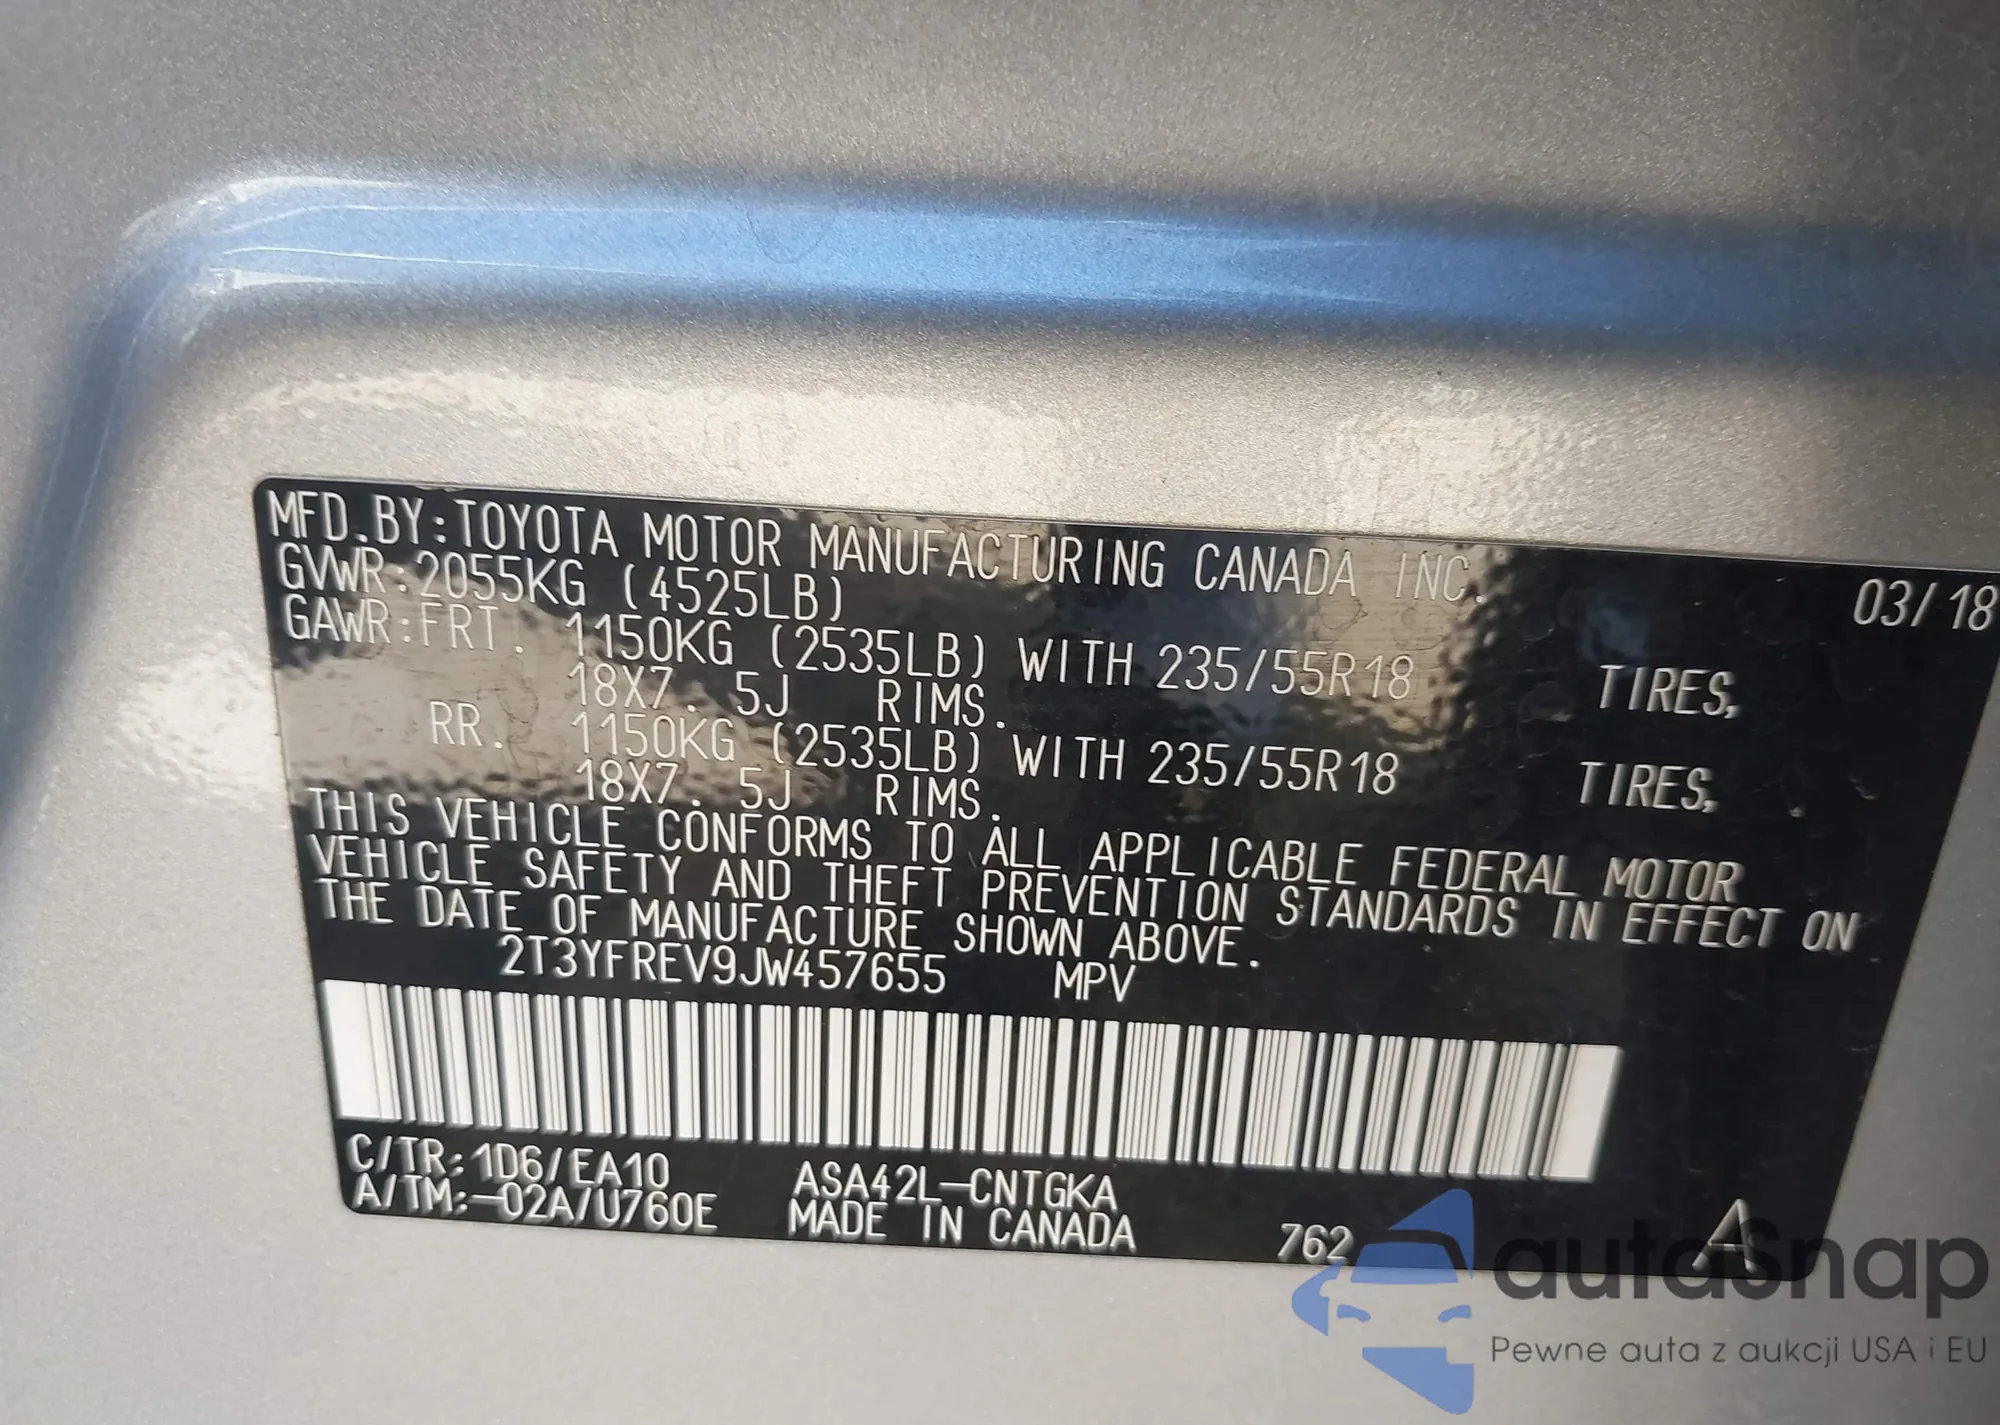 MFD.BY:TOYOTA MOTOR MANUFACTURING CANADA INC. 03/18
GVWR:2055KG (4525LB)
GAWR:FRT. 1150KG (2535LB) WITH 235/55R18 TIRES,
18X7.5J RIMS.
RR. 1150KG (2535LB) WITH 235/55R18 TIRES,
18X7.5J RIMS.
THIS VEHICLE CONFORMS TO ALL APPLICABLE FEDERAL MOTOR
VEHICLE SAFETY AND THEFT PREVENTION STANDARDS IN EFFECT ON
THE DATE OF MANUFACTURE SHOWN ABOVE.
2T3YFREV9JW457655 MPV
C/TR:1D6/EA10 ASA42L-CNTGKA
A/TM:-02A/U760E MADE IN CANADA 762 A
autoSnap
Pewne auta z aukcji USA i EU